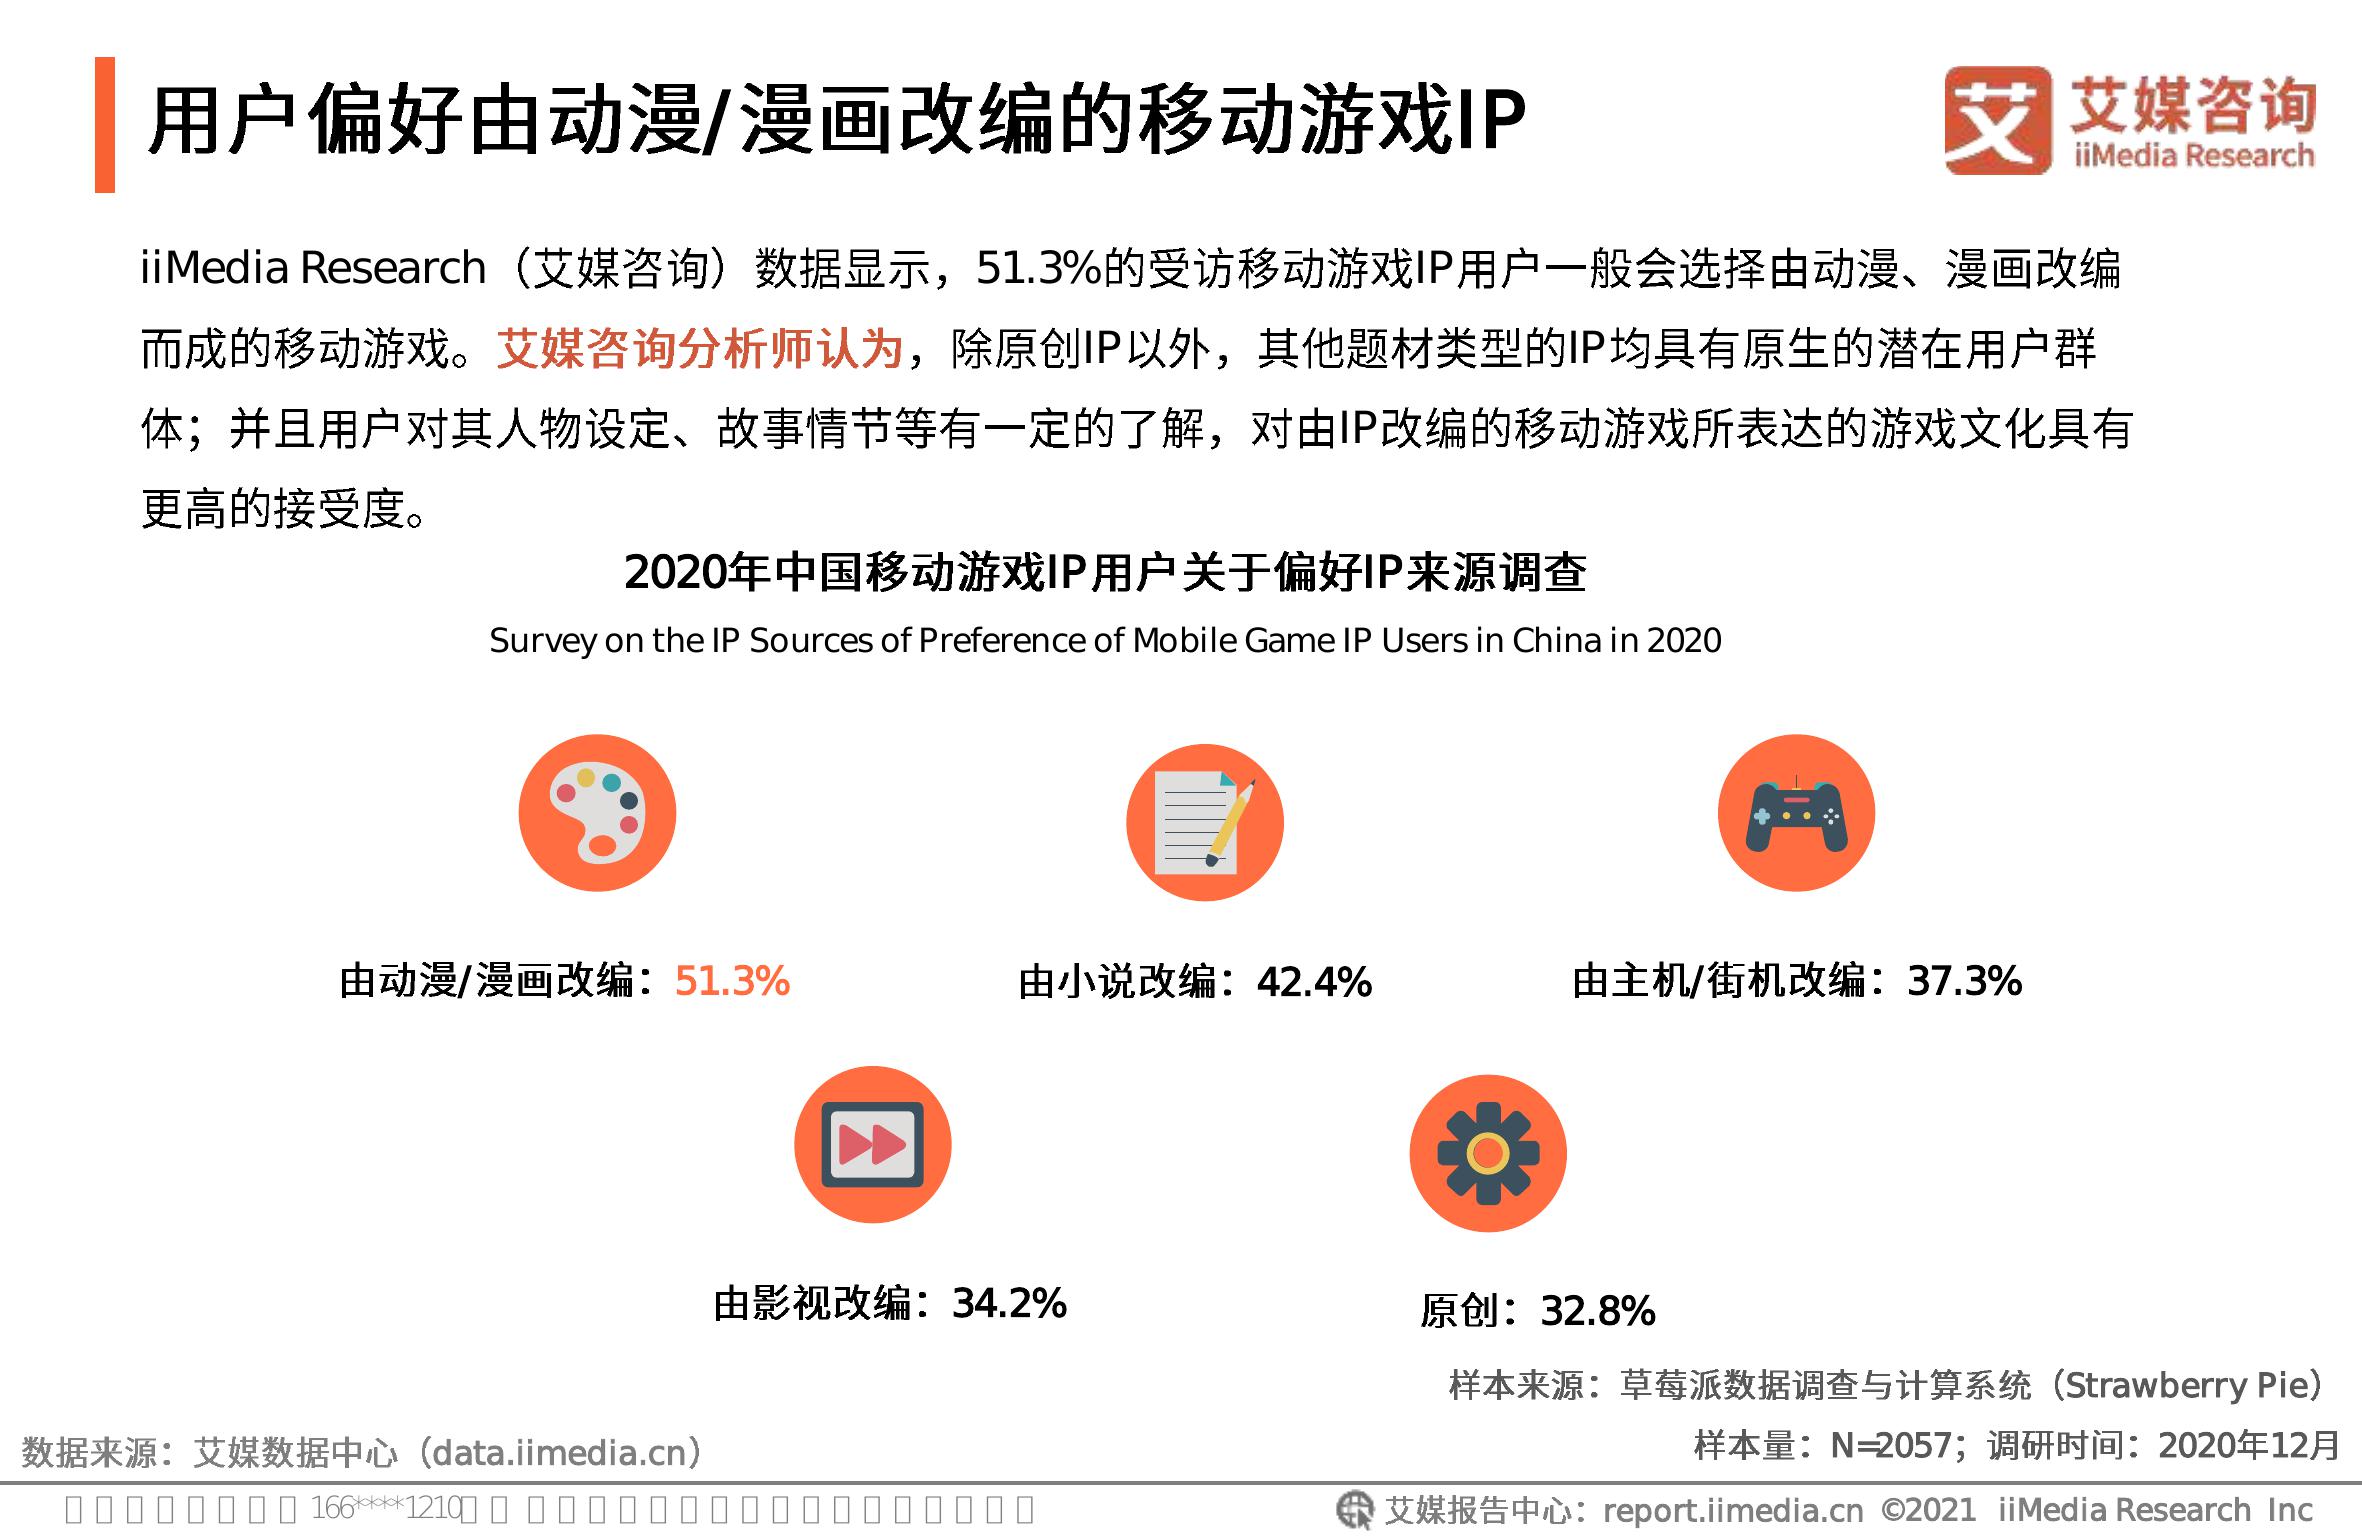 用户偏好由动漫/漫画改编的移动游戏IP
艾
艾媒咨询
iiMedia Research
iiMedia Research（艾媒咨询）数据显示，51.3%的受访移动游戏IP用户一般会选择由动漫、漫画改编
而成的移动游戏。艾媒咨询分析师认为，除原创IP以外，其他题材类型的IP均具有原生的潜在用户群
体；并且用户对其人物设定、故事情节等有一定的了解，对由IP改编的移动游戏所表达的游戏文化具有
更高的接受度。
2020年中国移动游戏IP用户关于偏好IP来源调查
Survey on the IP Sources of Preference of Mobile Game IP Users in China in 2020
由动漫/漫画改编：51.3%
由小说改编：42.4%
由主机/街机改编：37.3%
由影视改编：34.2%
原创：32.8%
样本来源：草莓派数据调查与计算系统（Strawberry Pie）
数据来源：艾媒数据中心（data.iimedia.cn）
样本量：N=2057；调研时间：2020年12月
166****1210
艾媒报告中心：report.iimedia.cn ©2021 iiMedia Research Inc